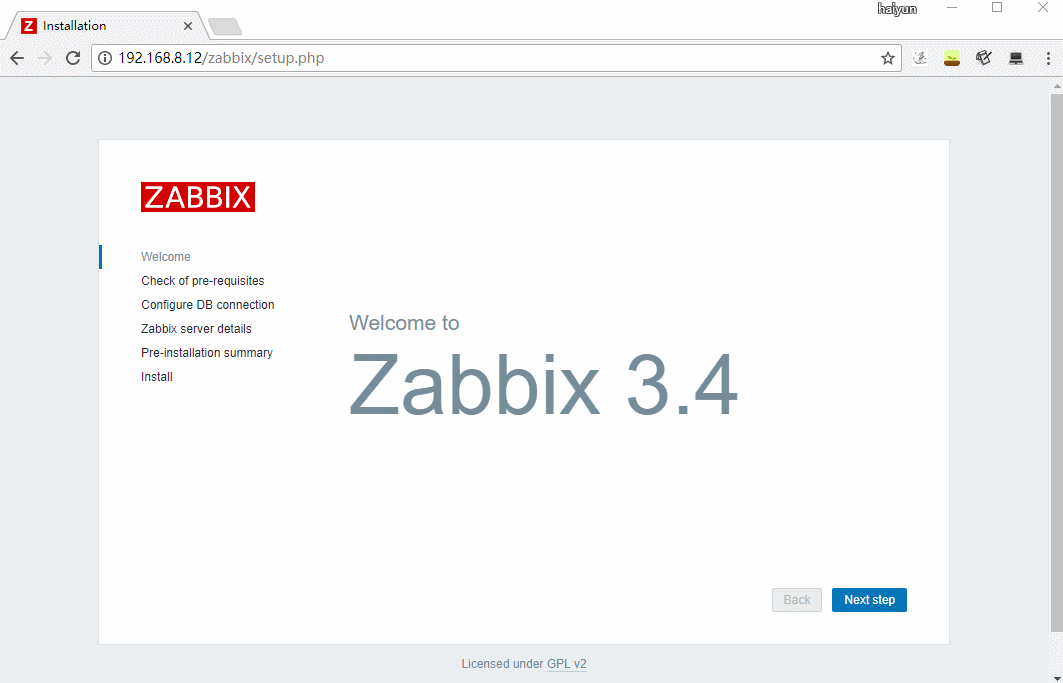 Installation
haiyun
192.168.8.12/zabbix/setup.php
ZABBIX
Welcome
Check of pre-requisites
Configure DB connection
Zabbix server details
Pre-installation summary
Install
Welcome to
Zabbix 3.4
Back
Next step
Licensed under GPL v2